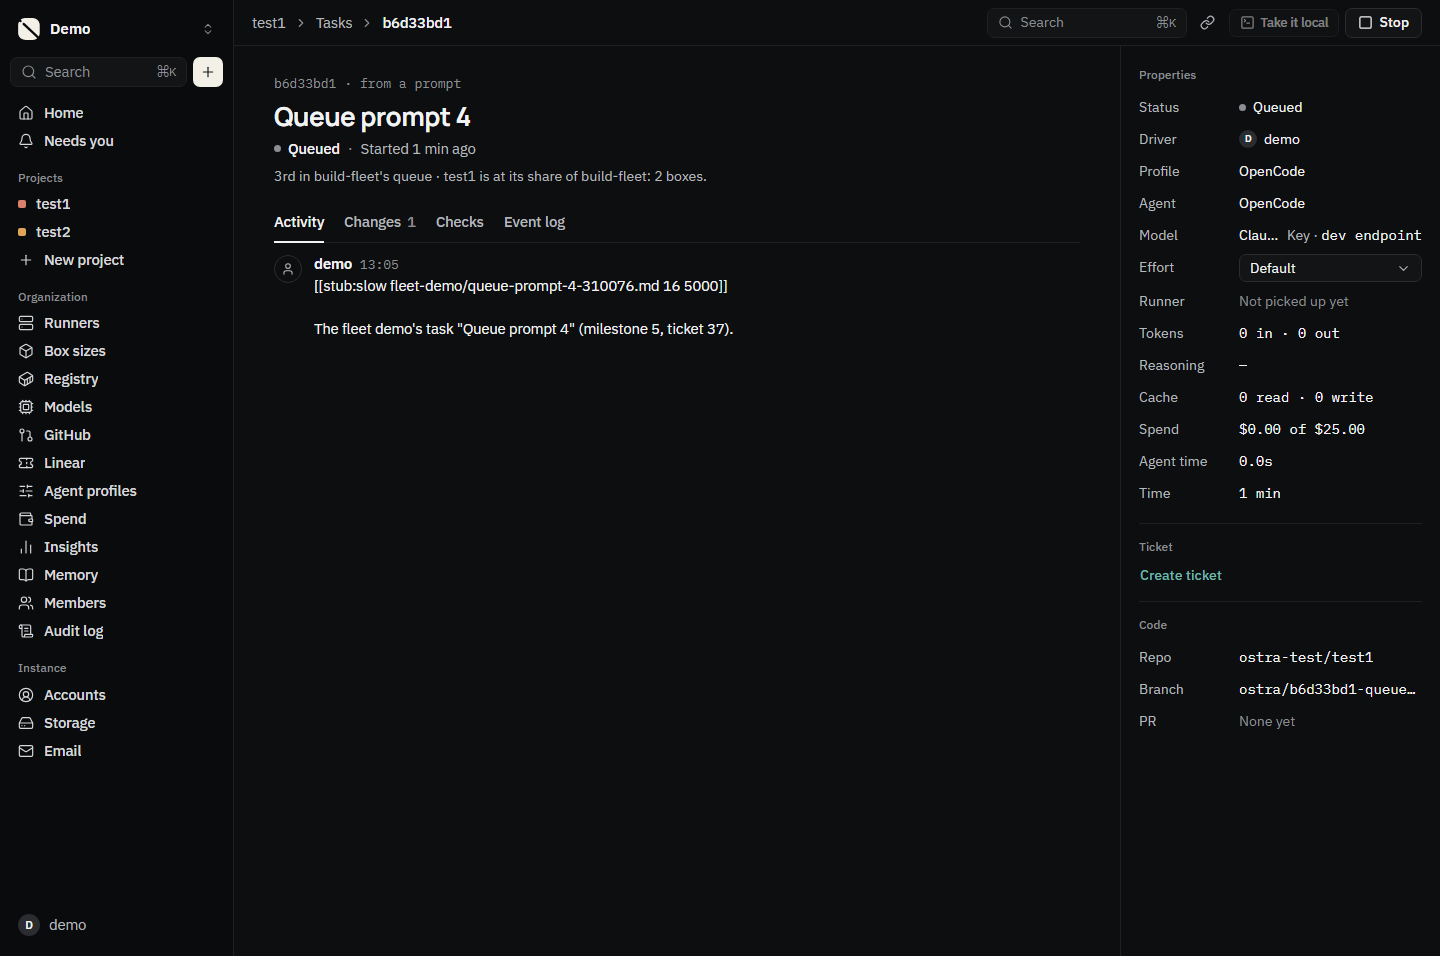 Demo
Search ⌘K
Home
Needs you
Projects
test1
test2
New project
Organization
Runners
Box sizes
Registry
Models
GitHub
Linear
Agent profiles
Spend
Insights
Memory
Members
Audit log
Instance
Accounts
Storage
Email
D demo
test1 > Tasks > b6d33bd1
Search ⌘K
Take it local
Stop
b6d33bd1 · from a prompt
Queue prompt 4
Queued · Started 1 min ago
3rd in build-fleet's queue · test1 is at its share of build-fleet: 2 boxes.
Activity Changes 1 Checks Event log
demo 13:05
[[stub:slow fleet-demo/queue-prompt-4-310076.md 16 5000]]
The fleet demo's task "Queue prompt 4" (milestone 5, ticket 37).
Properties
Status Queued
Driver D demo
Profile OpenCode
Agent OpenCode
Model Clau… Key · dev endpoint
Effort Default
Runner Not picked up yet
Tokens 0 in · 0 out
Reasoning —
Cache 0 read · 0 write
Spend $0.00 of $25.00
Agent time 0.0s
Time 1 min
Ticket
Create ticket
Code
Repo ostra-test/test1
Branch ostra/b6d33bd1-queue…
PR None yet